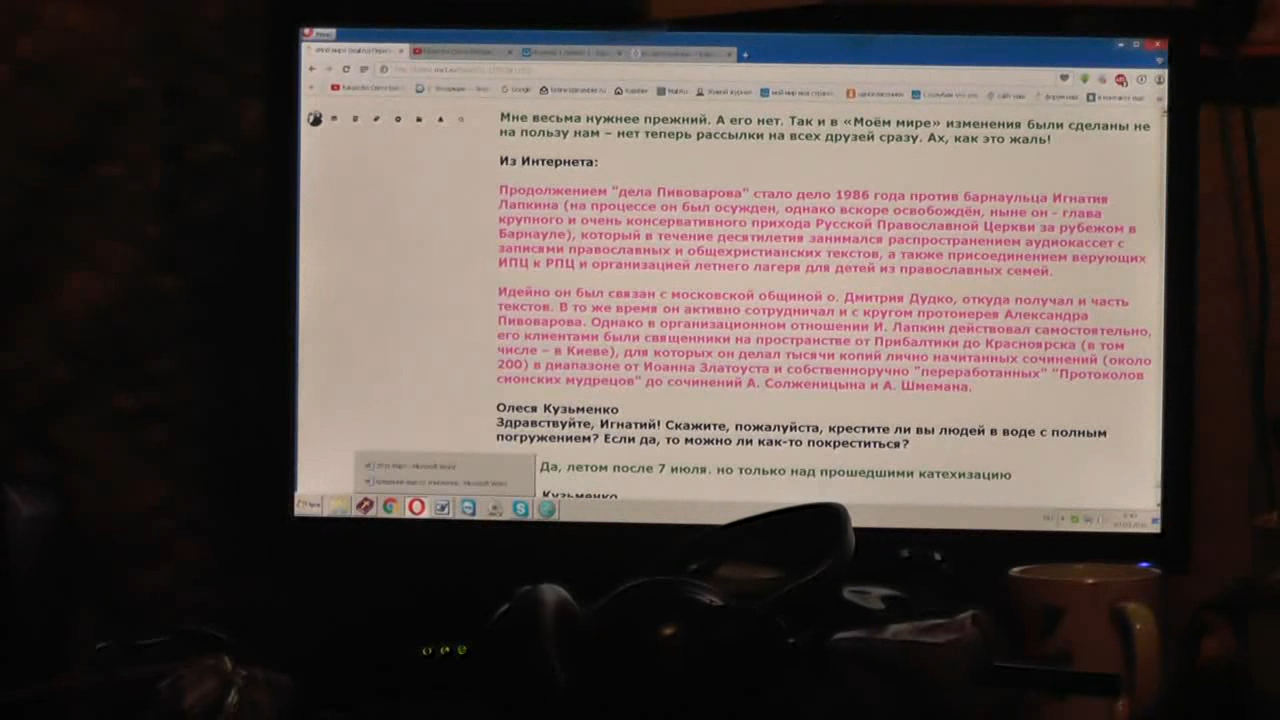 Google
Мне весьма нужнее прежний. А его нет. Так и в «Моём мире» изменения были сделаны не
на пользу нам – нет теперь рассылки на всех друзей сразу. Ах, как это жаль!
Из Интернета:
Продолжением "дела Пивоварова" стало дело 1986 года против барнаульца Игнатия
Лапкина (на процессе он был осужден, однако вскоре освобождён, ныне он - глава
крупного и очень консервативного прихода Русской Православной Церкви за рубежом в
Барнауле), который в течение десятилетия занимался распространением аудиокассет с
записями православных и общехристианских текстов, а также присоединением верующих
ИПЦ к РПЦ и организацией летнего лагеря для детей из православных семей.
Идейно он был связан с московской общиной о. Дмитрия Дудко, откуда получал и часть
текстов. В то же время он активно сотрудничал и с кругом протоиерея Александра
Пивоварова. Однако в организационном отношении И. Лапкин действовал самостоятельно,
его клиентами были священники на пространстве от Прибалтики до Красноярска (в том
числе – в Киеве), для которых он делал тысячи копий лично начитанных сочинений (около
200) в диапазоне от Иоанна Златоуста и собственноручно "переработанных" "Протоколов
сионских мудрецов" до сочинений А. Солженицына и А. Шмемана.
Олеся Кузьменко
Здравствуйте, Игнатий! Скажите, пожалуйста, крестите ли вы людей в воде с полным
погружением? Если да, то можно ли как-то покреститься?
Да, летом после 7 июля. но только над прошедшими катехизацию
Кузьменко